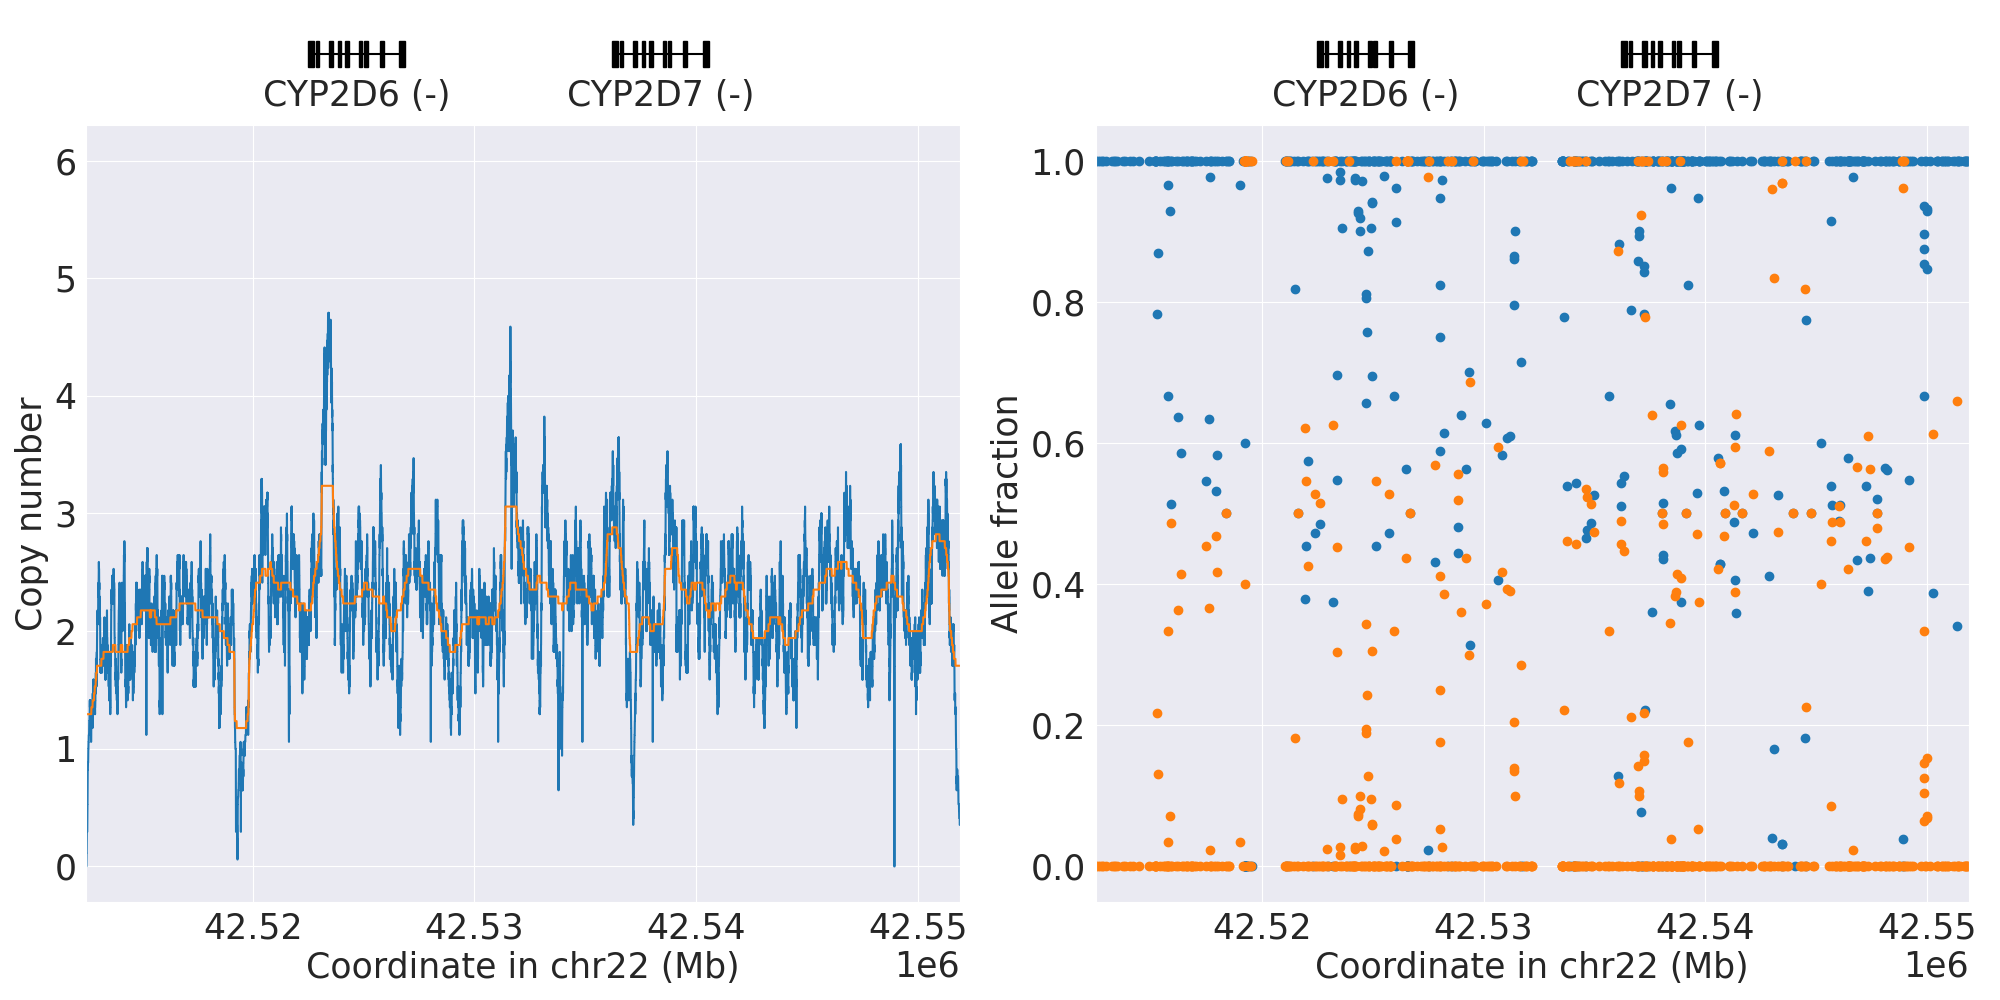 CYP2D6 (-) CYP2D7 (-)
6
5
4
3
2
1
0
Copy number
42.52 42.53 42.54 42.55
Coordinate in chr22 (Mb) 1e6
CYP2D6 (-) CYP2D7 (-)
1.0
0.8
0.6
0.4
0.2
0.0
Allele fraction
42.52 42.53 42.54 42.55
Coordinate in chr22 (Mb) 1e6